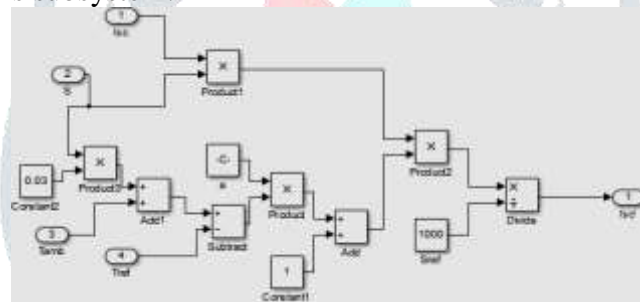 1
Isc
2
S
×
Product1
×
Product3
0.03
Constant2
-C-
a
×
Product
×
Product2
+
+
Add1
+
−
Subtract
+
+
Add
3
Tamb
4
Tref
1
Constant1
1000
Sref
×
÷
Divide
1